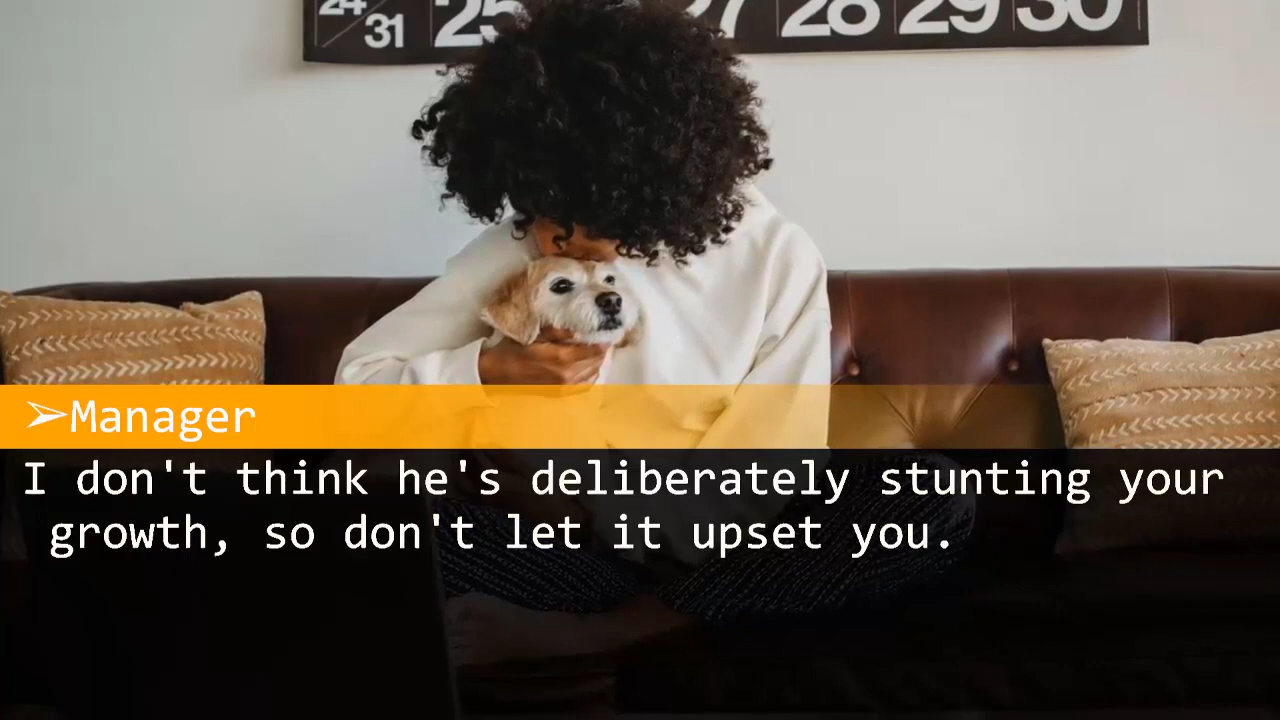 24 25 27 28 29 30
31
➢Manager
I don't think he's deliberately stunting your
growth, so don't let it upset you.